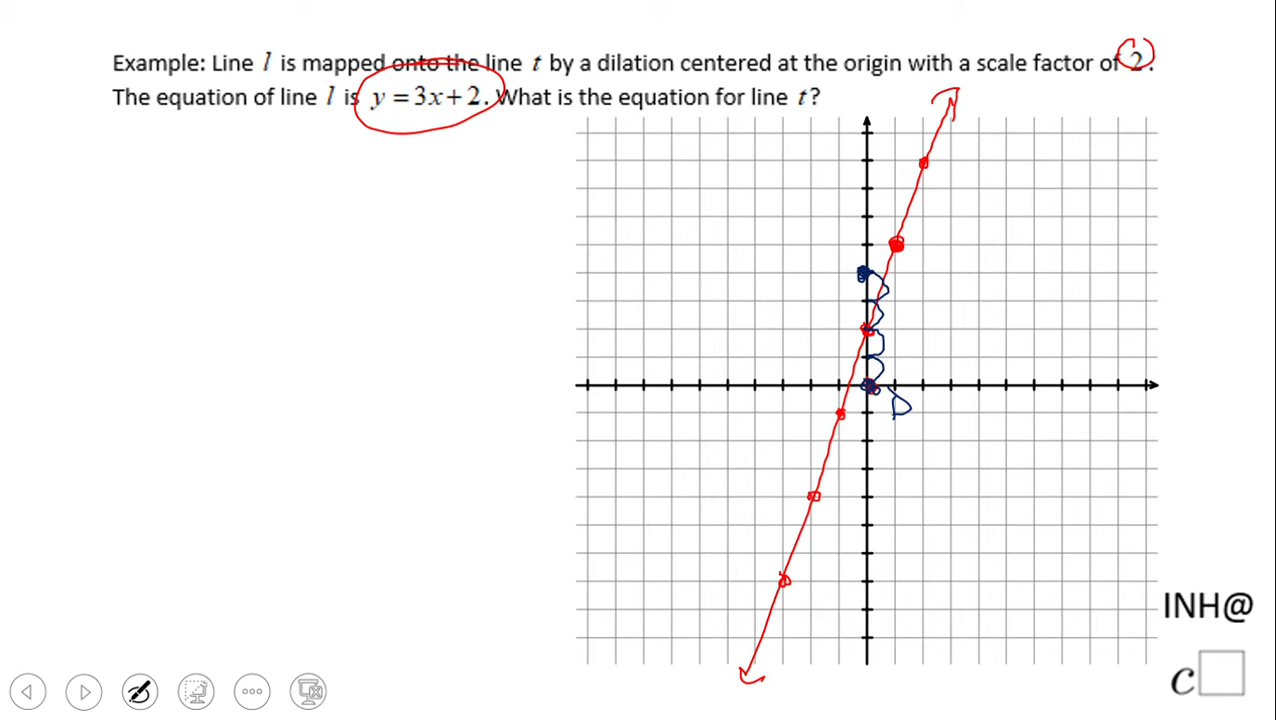 Example: Line l is mapped onto the line t by a dilation centered at the origin with a scale factor of 2.
The equation of line l is y = 3x + 2. What is the equation for line t?
INH@
c